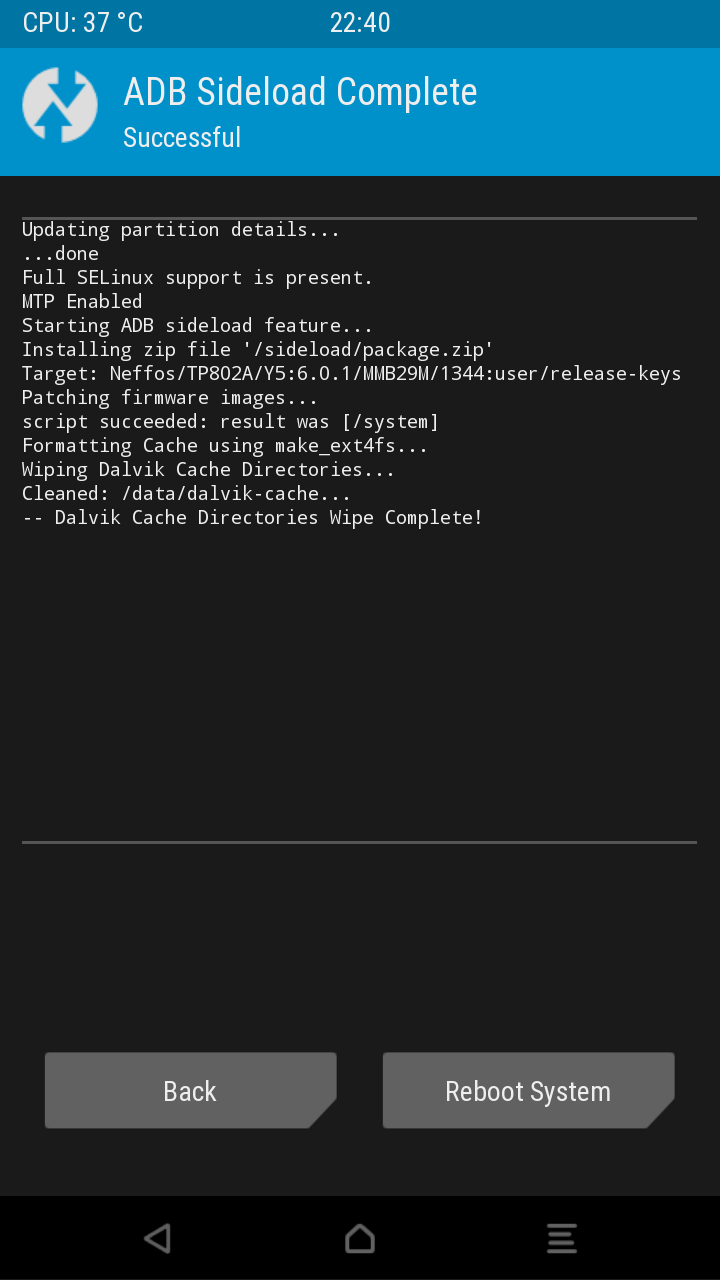 CPU: 37 °C 22:40
ADB Sideload Complete
Successful
Updating partition details...
...done
Full SELinux support is present.
MTP Enabled
Starting ADB sideload feature...
Installing zip file '/sideload/package.zip'
Target: Neffos/TP802A/Y5:6.0.1/MMB29M/1344:user/release-keys
Patching firmware images...
script succeeded: result was [/system]
Formatting Cache using make_ext4fs...
Wiping Dalvik Cache Directories...
Cleaned: /data/dalvik-cache...
-- Dalvik Cache Directories Wipe Complete!
Back Reboot System